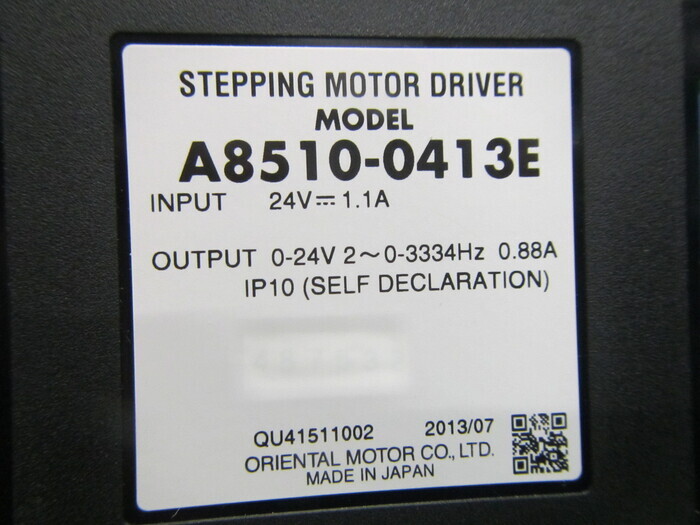 STEPPING MOTOR DRIVER
MODEL
A8510-0413E
INPUT 24V⎓1.1A
OUTPUT 0-24V 2~0-3334Hz 0.88A
IP10 (SELF DECLARATION)
QU41511002 2013/07
ORIENTAL MOTOR CO., LTD.
MADE IN JAPAN